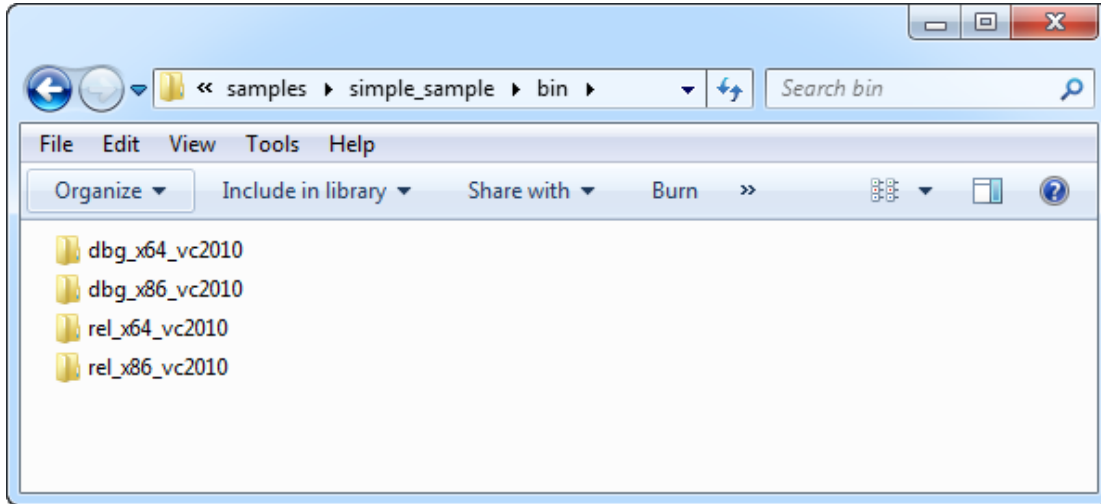 « samples ▸ simple_sample ▸ bin ▸ Search bin
File Edit View Tools Help
Organize ▾ Include in library ▾ Share with ▾ Burn »
dbg_x64_vc2010
dbg_x86_vc2010
rel_x64_vc2010
rel_x86_vc2010